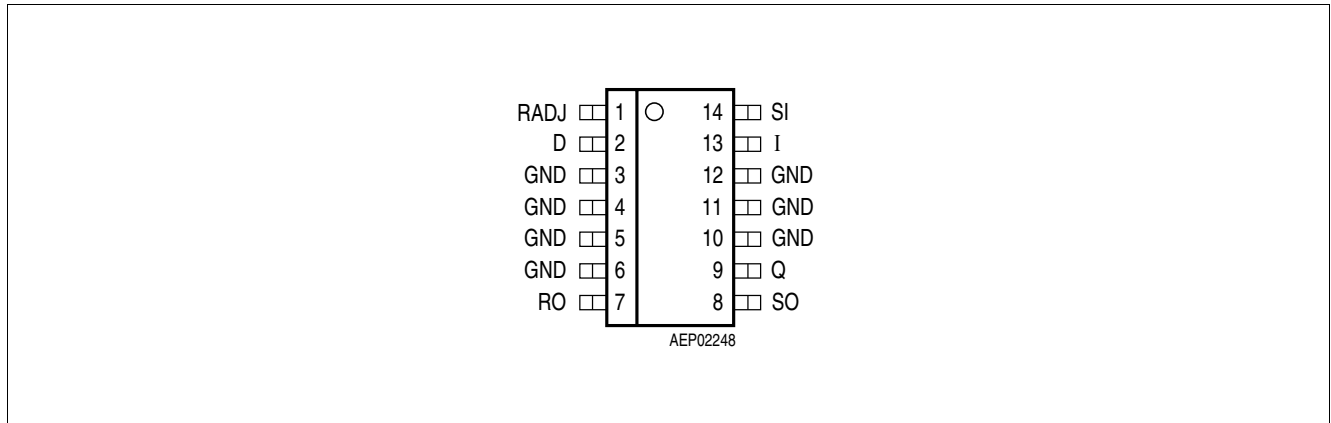 RADJ 1 14 SI
D 2 13 I
GND 3 12 GND
GND 4 11 GND
GND 5 10 GND
GND 6 9 Q
RO 7 8 SO
AEP02248